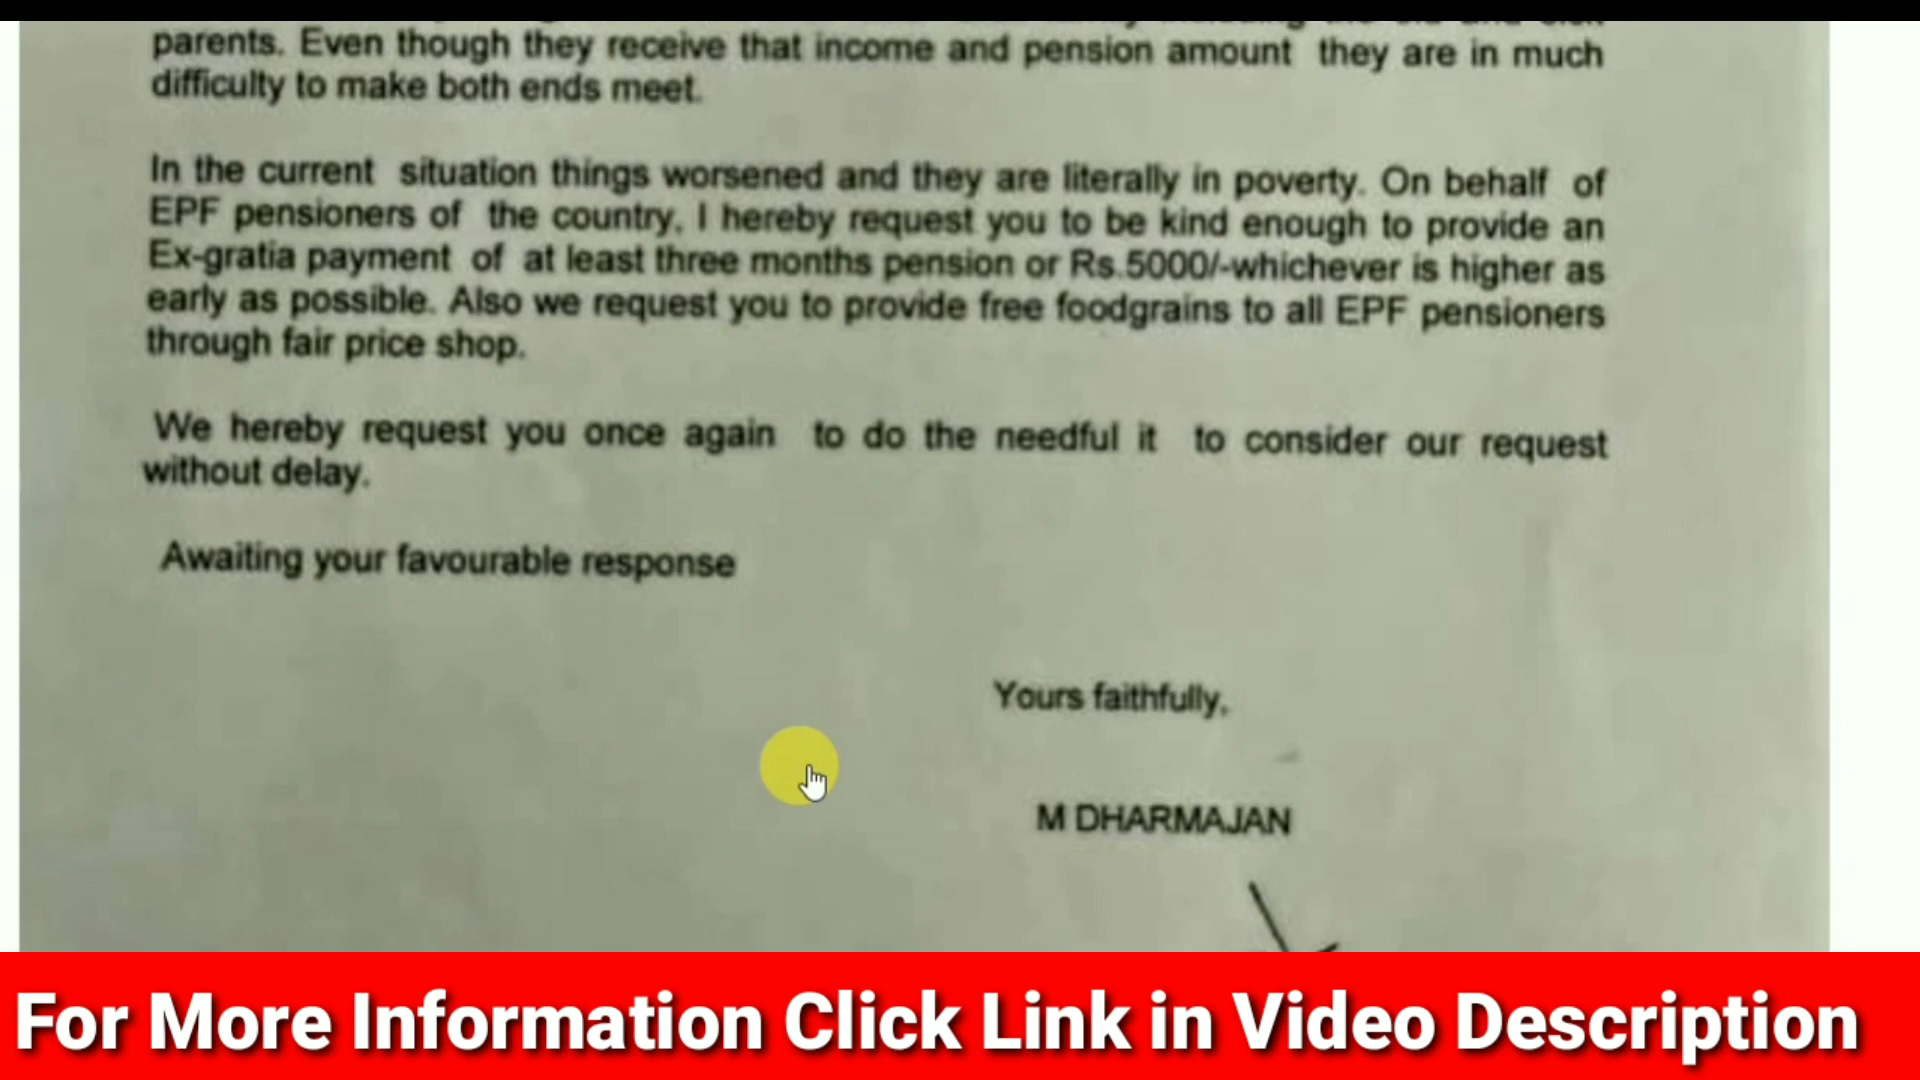 parents. Even though they receive that income and pension amount they are in much
difficulty to make both ends meet.
In the current situation things worsened and they are literally in poverty. On behalf of
EPF pensioners of the country, I hereby request you to be kind enough to provide an
Ex-gratia payment of at least three months pension or Rs.5000/-whichever is higher as
early as possible. Also we request you to provide free foodgrains to all EPF pensioners
through fair price shop.
We hereby request you once again to do the needful it to consider our request
without delay.
Awaiting your favourable response
Yours faithfully,
M DHARMAJAN
For More Information Click Link in Video Description